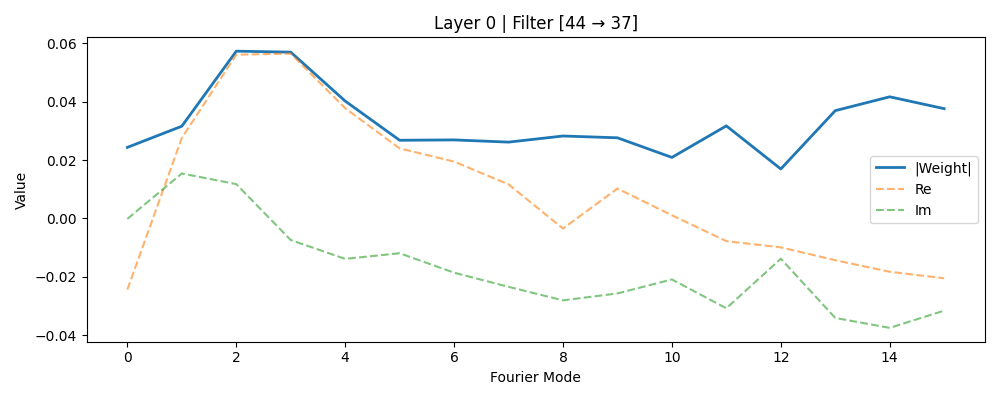 Layer 0 | Filter [44 → 37]
Value
0.06
0.04
0.02
0.00
−0.02
−0.04
|Weight|
Re
Im
0 2 4 6 8 10 12 14
Fourier Mode